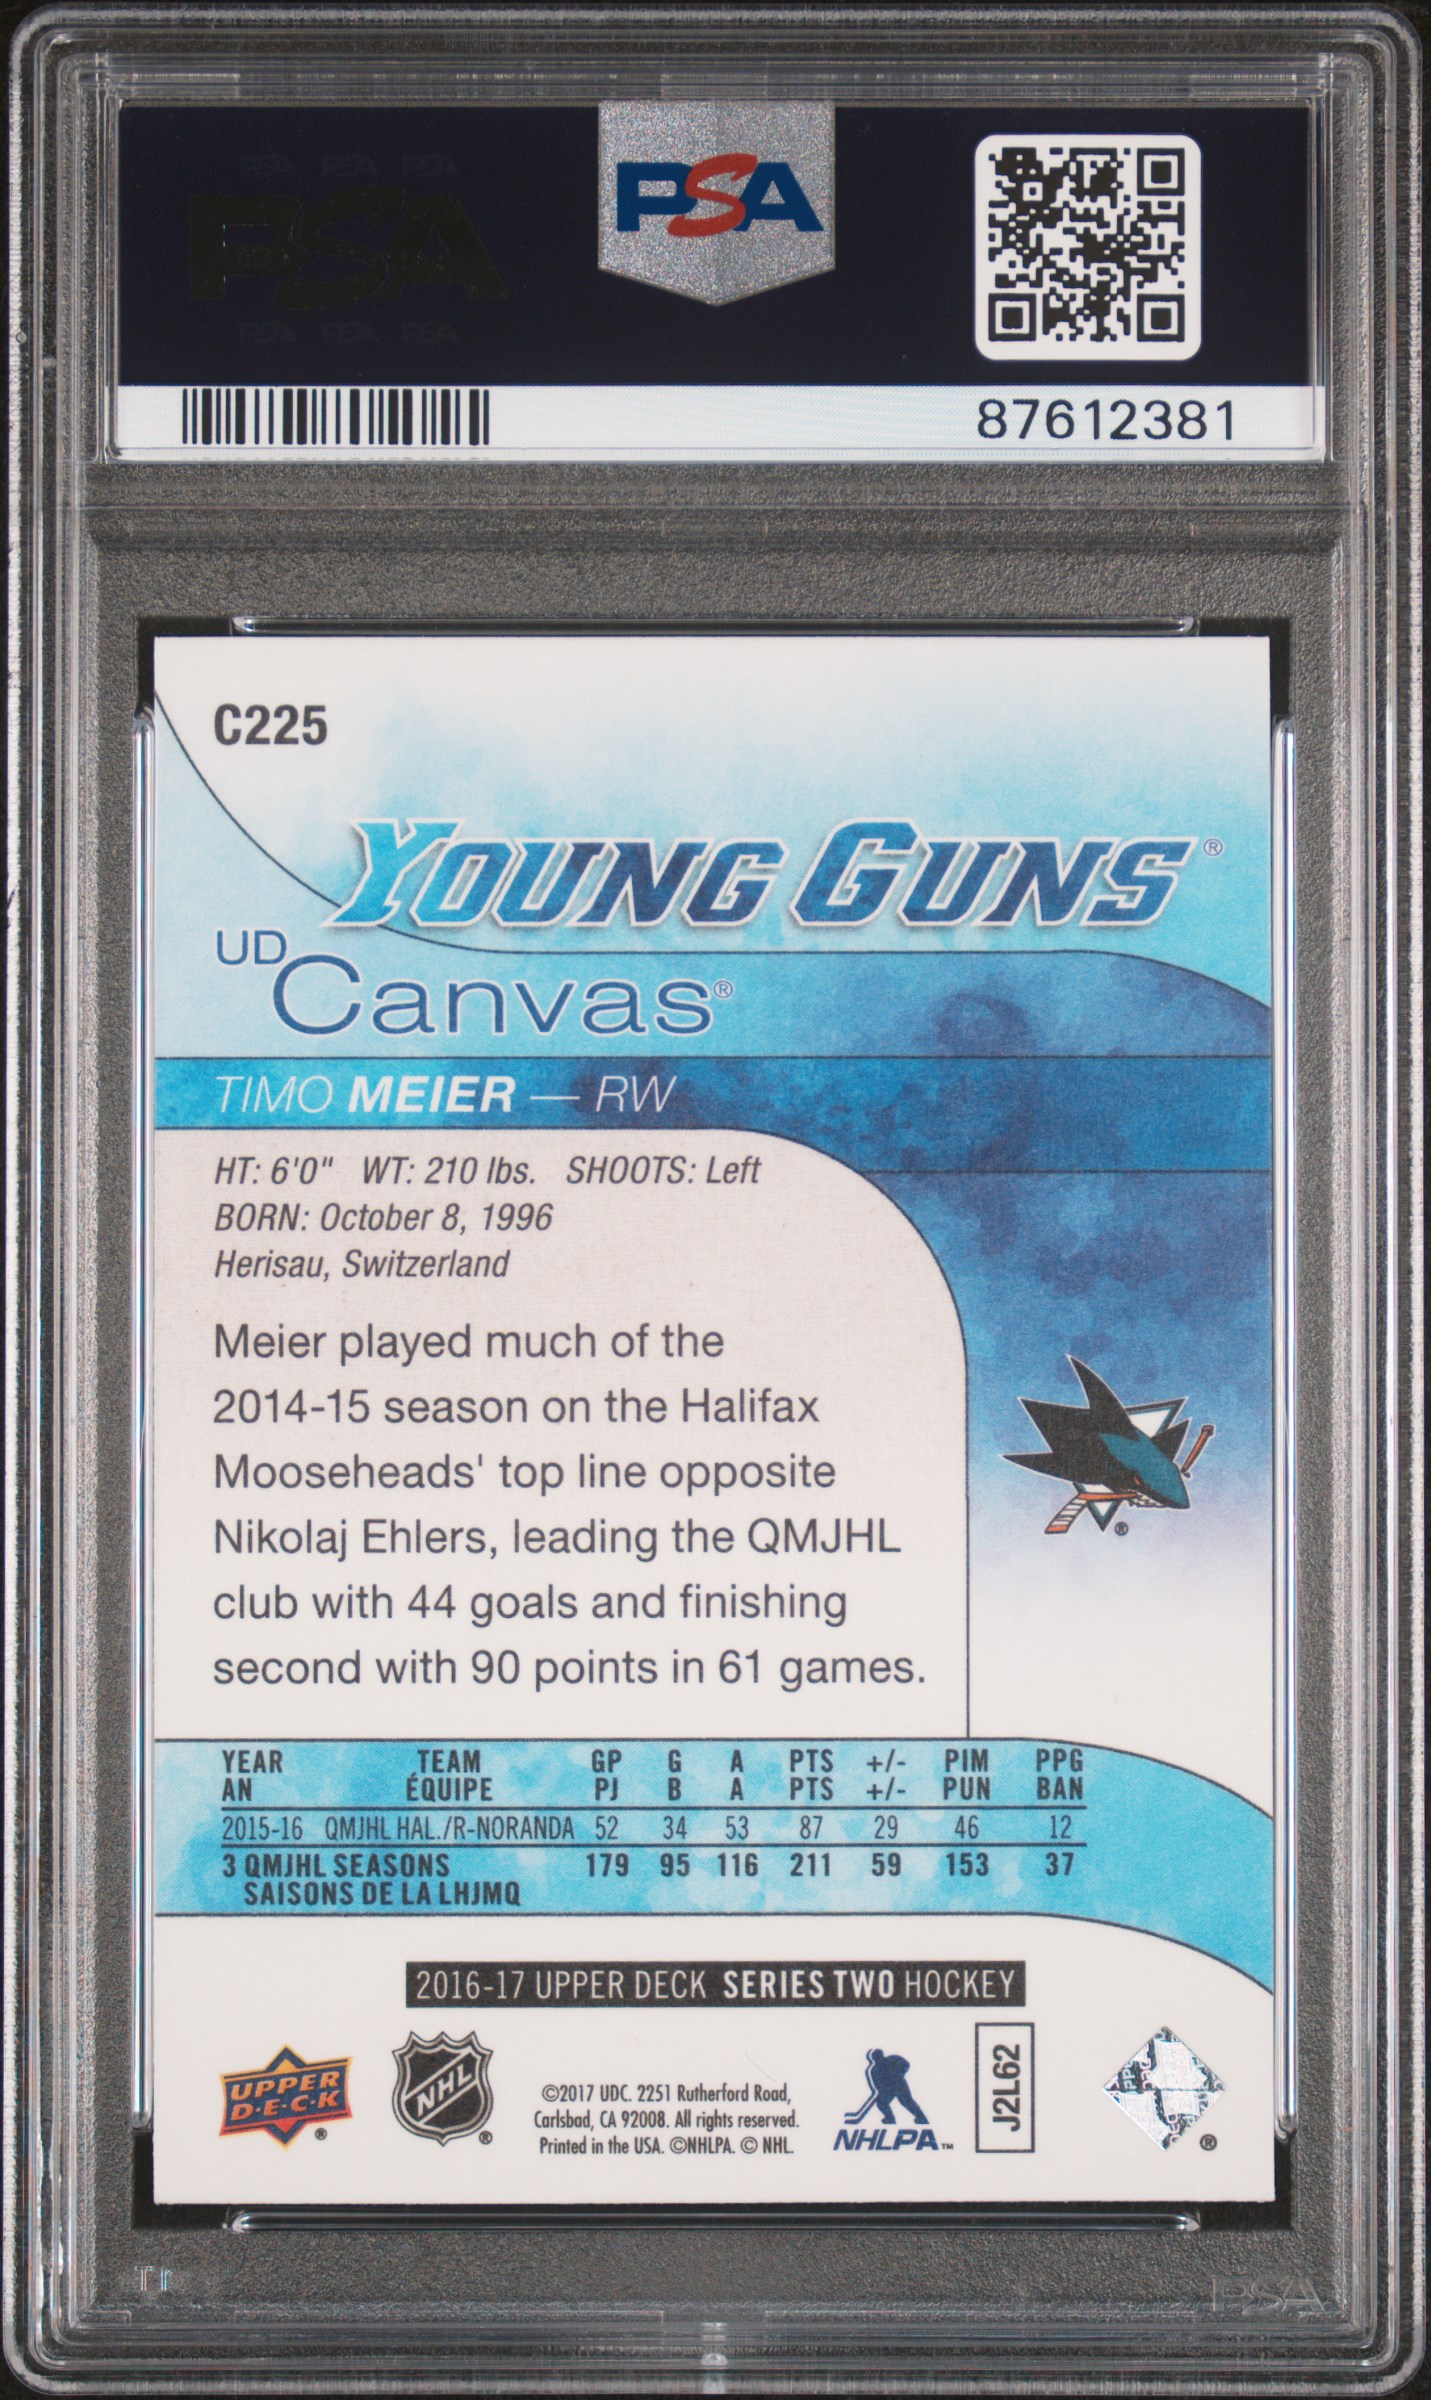 PSA
87612381
C225
YOUNG GUNS®
UD Canvas®
TIMO MEIER — RW
HT: 6'0" WT: 210 lbs. SHOOTS: Left
BORN: October 8, 1996
Herisau, Switzerland
Meier played much of the
2014-15 season on the Halifax
Mooseheads' top line opposite
Nikolaj Ehlers, leading the QMJHL
club with 44 goals and finishing
second with 90 points in 61 games.
YEAR TEAM GP G A PTS +/- PIM PPG
AN ÉQUIPE PJ B A PTS +/- PUN BAN
2015-16 QMJHL HAL./R-NORANDA 52 34 53 87 29 46 12
3 QMJHL SEASONS 179 95 116 211 59 153 37
SAISONS DE LA LHJMQ
2016-17 UPPER DECK SERIES TWO HOCKEY
UPPER
D·E·C·K ®
NHL ®
©2017 UDC. 2251 Rutherford Road,
Carlsbad, CA 92008. All rights reserved.
Printed in the USA. ©NHLPA. © NHL.
NHLPA™
J2L62
®
PSA